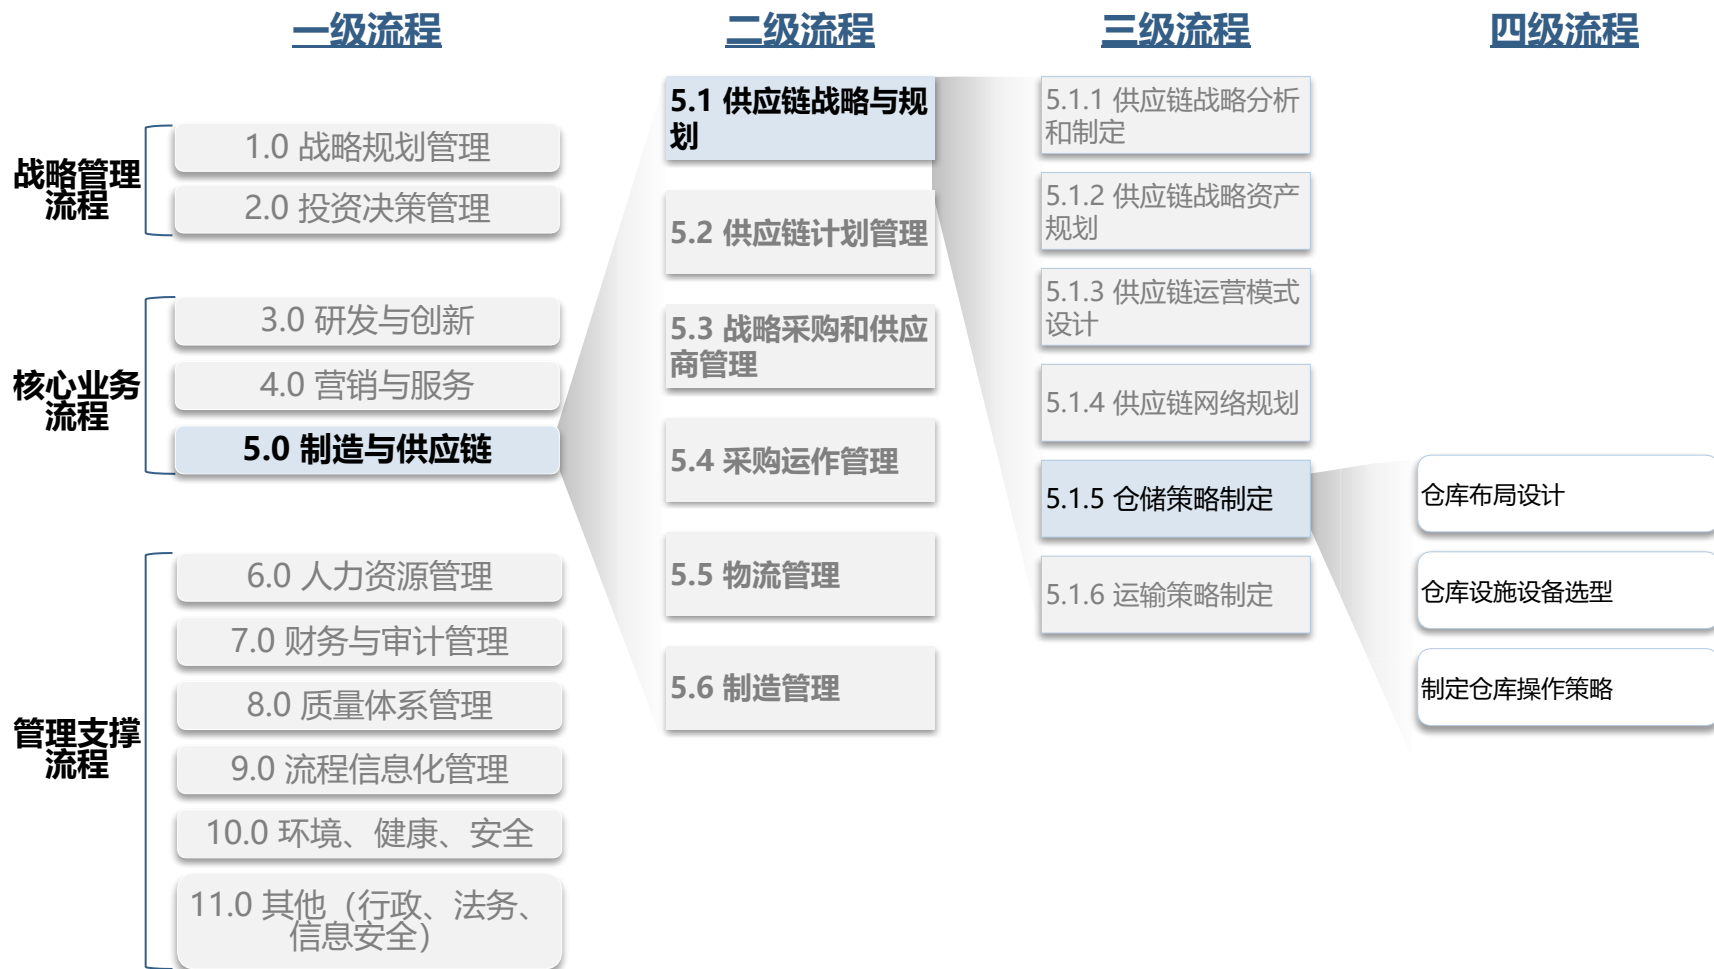 一级流程
二级流程
三级流程
四级流程
战略管理
流程
1.0 战略规划管理
2.0 投资决策管理
核心业务
流程
3.0 研发与创新
4.0 营销与服务
5.0 制造与供应链
管理支撑
流程
6.0 人力资源管理
7.0 财务与审计管理
8.0 质量体系管理
9.0 流程信息化管理
10.0 环境、健康、安全
11.0 其他（行政、法务、
信息安全）
5.1 供应链战略与规
划
5.2 供应链计划管理
5.3 战略采购和供应
商管理
5.4 采购运作管理
5.5 物流管理
5.6 制造管理
5.1.1 供应链战略分析
和制定
5.1.2 供应链战略资产
规划
5.1.3 供应链运营模式
设计
5.1.4 供应链网络规划
5.1.5 仓储策略制定
5.1.6 运输策略制定
仓库布局设计
仓库设施设备选型
制定仓库操作策略